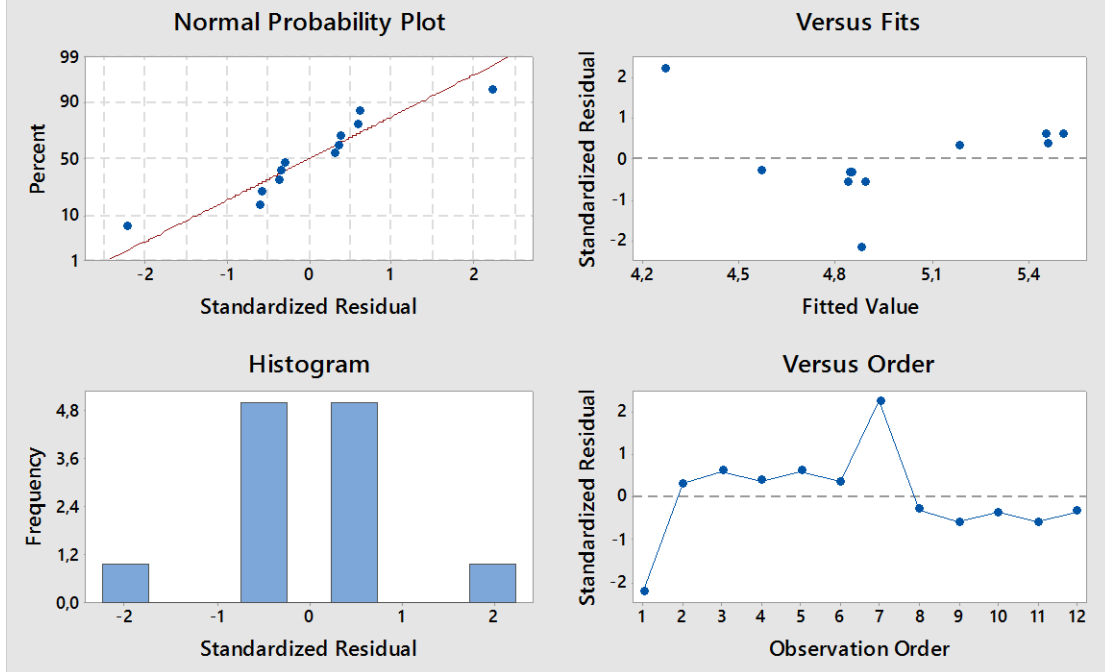 Normal Probability Plot
99
90
50
10
1
Percent
-2 -1 0 1 2
Standardized Residual
Versus Fits
2
1
0
-1
-2
Standardized Residual
4,2 4,5 4,8 5,1 5,4
Fitted Value
Histogram
4,8
3,6
2,4
1,2
0,0
Frequency
-2 -1 0 1 2
Standardized Residual
Versus Order
2
1
0
-1
-2
Standardized Residual
1 2 3 4 5 6 7 8 9 10 11 12
Observation Order